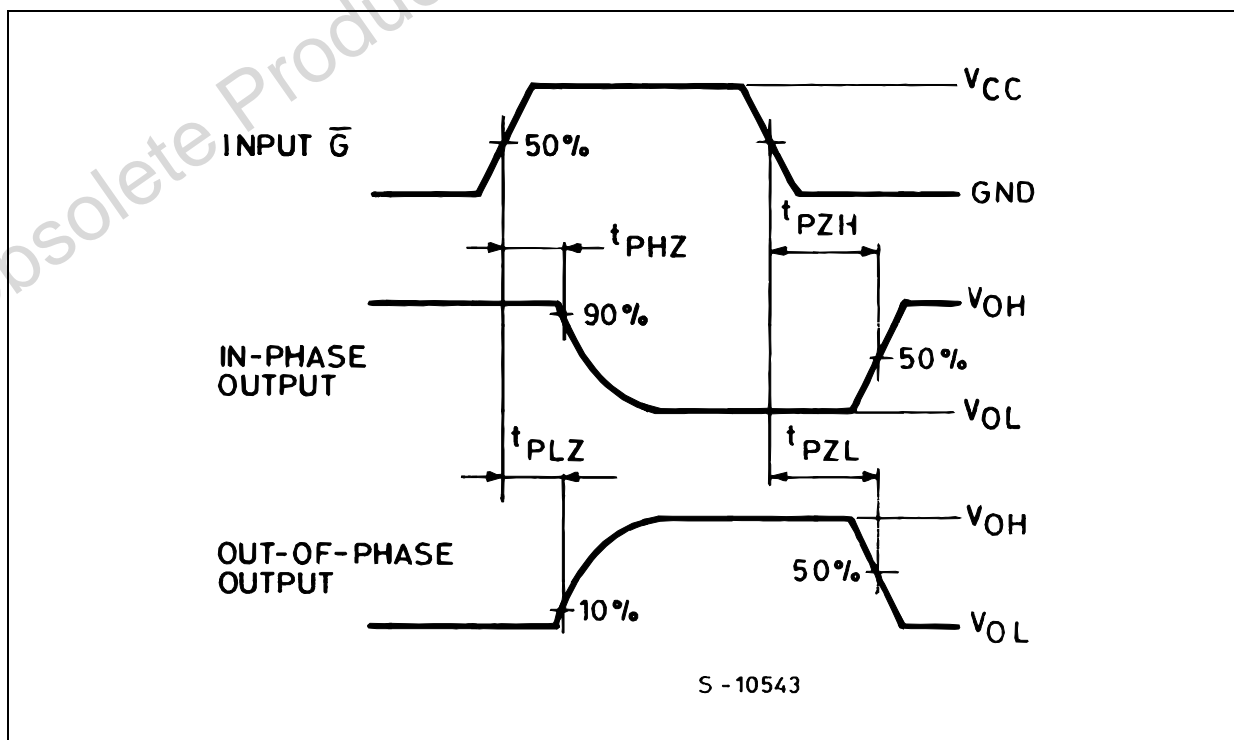 Obsolete Produc
VCC
INPUT G̅
50%
GND
tPHZ
tPZH
VOH
90%
IN-PHASE
OUTPUT
50%
VOL
tPLZ
tPZL
VOH
OUT-OF-PHASE
OUTPUT
50%
10%
VOL
S-10543